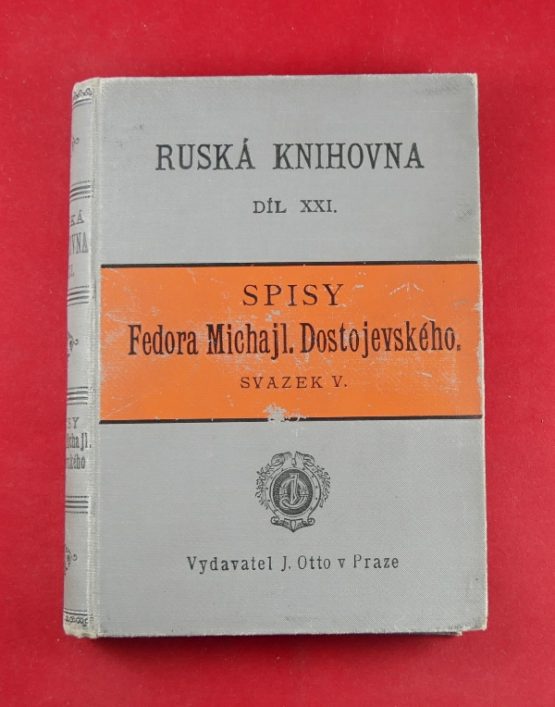 RUSKÁ KNIHOVNA
DÍL XXI.
SPISY
Fedora Michajl. Dostojevského.
SVAZEK V.
Vydavatel J. Otto v Praze